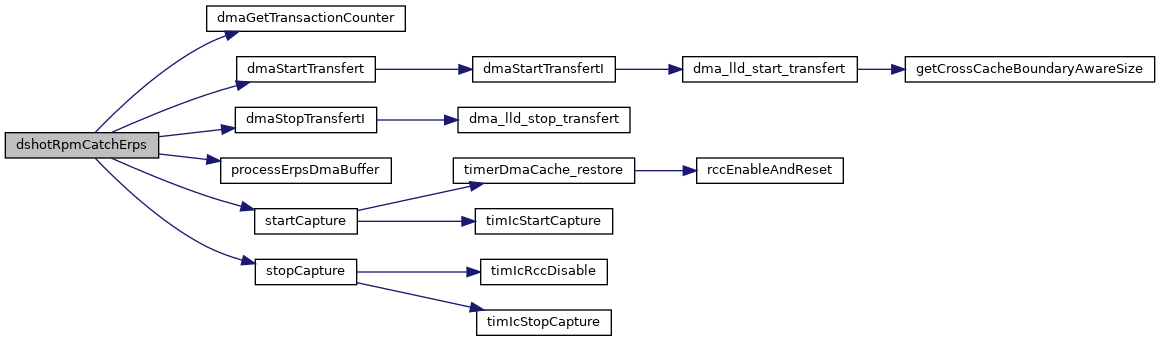 dmaGetTransactionCounter
dmaStartTransfert
dmaStartTransfertI
dma_lld_start_transfert
getCrossCacheBoundaryAwareSize
dmaStopTransfertI
dma_lld_stop_transfert
dshotRpmCatchErps
processErpsDmaBuffer
timerDmaCache_restore
rccEnableAndReset
startCapture
timIcStartCapture
stopCapture
timIcRccDisable
timIcStopCapture